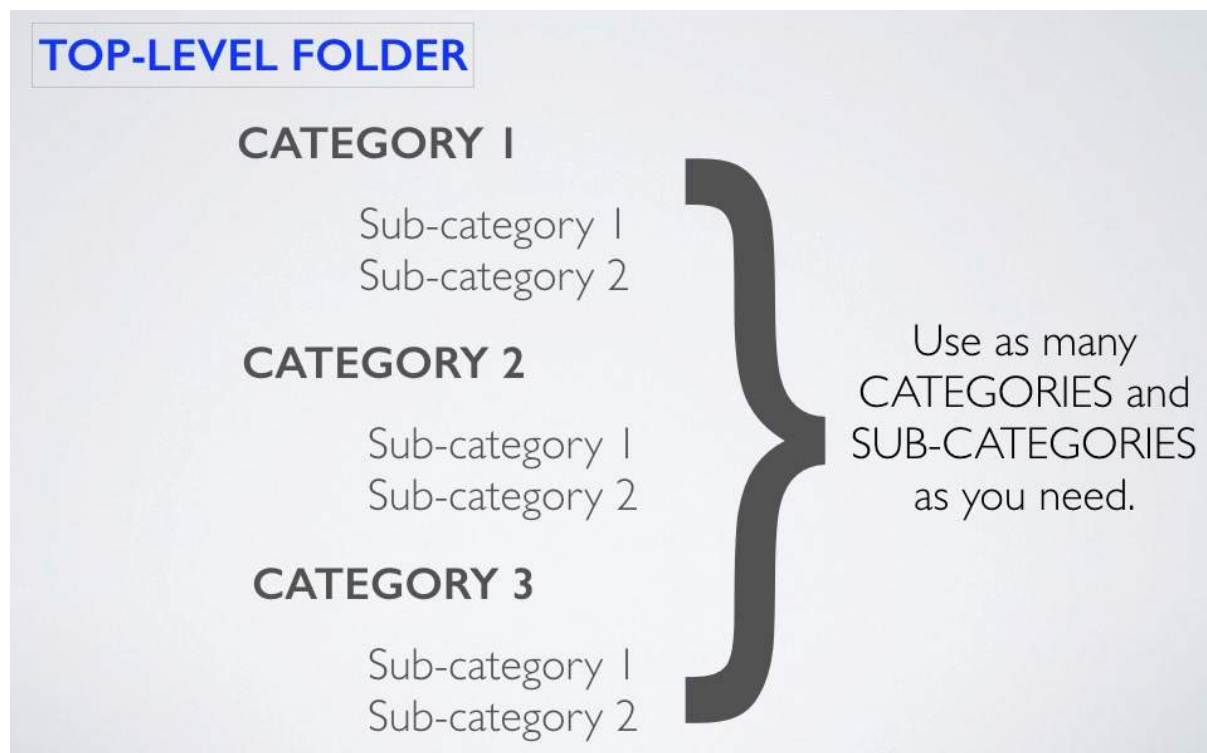 TOP-LEVEL FOLDER
CATEGORY 1
Sub-category 1
Sub-category 2
CATEGORY 2
Sub-category 1
Sub-category 2
CATEGORY 3
Sub-category 1
Sub-category 2
Use as many
CATEGORIES and
SUB-CATEGORIES
as you need.